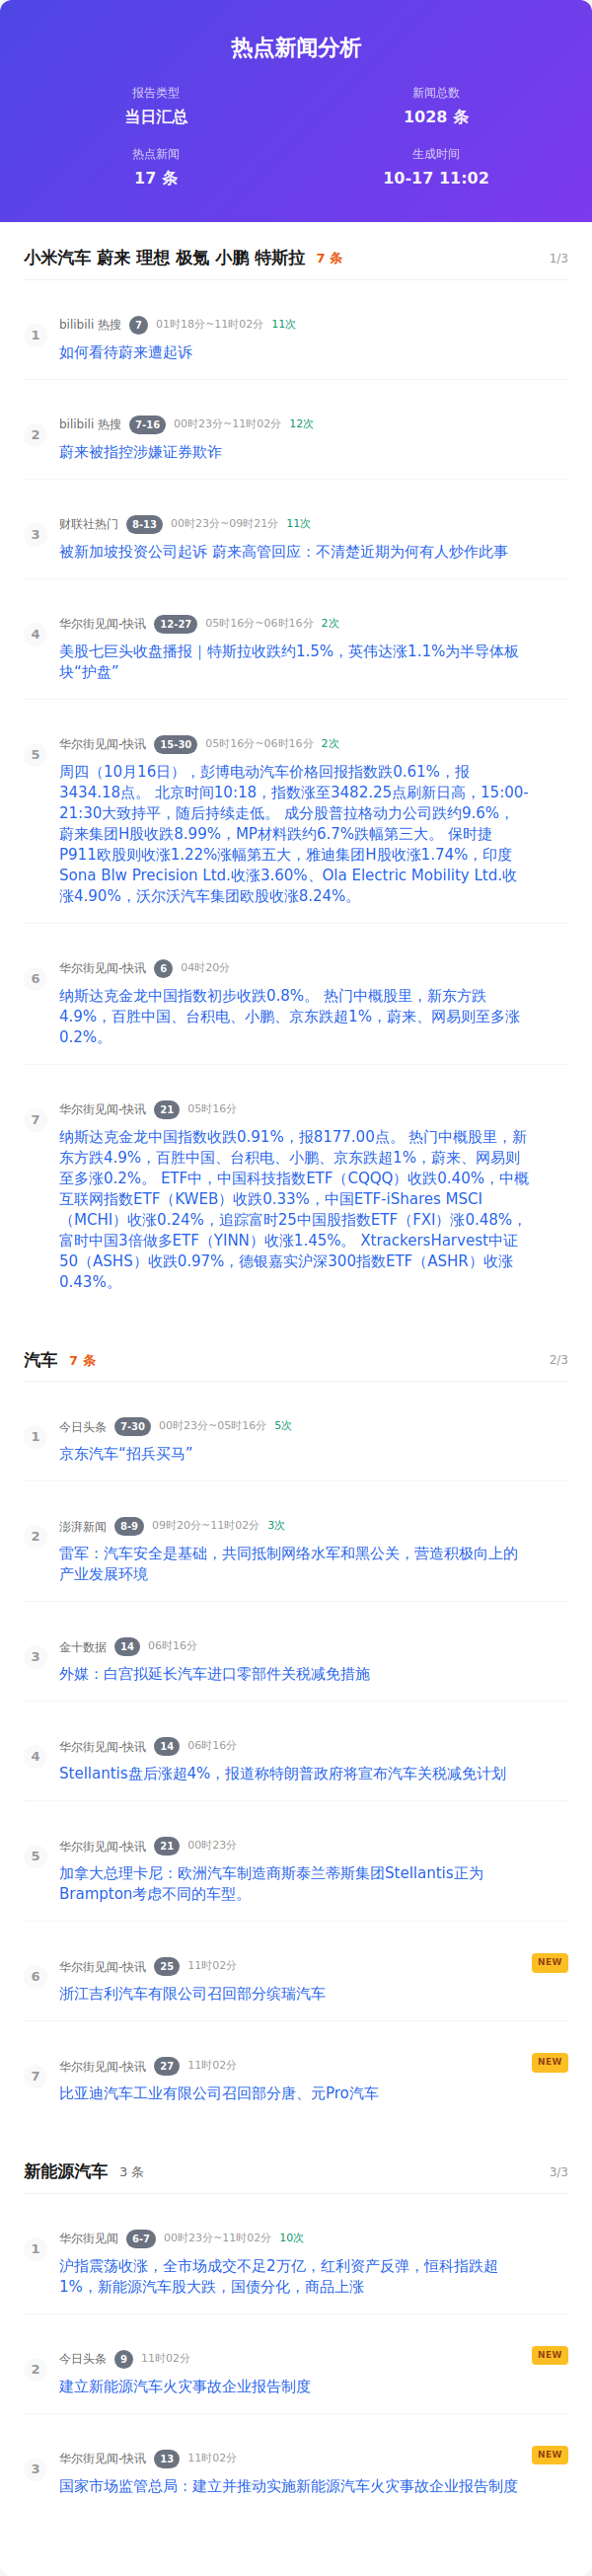 热点新闻分析
报告类型
当日汇总
新闻总数
1028 条
热点新闻
17 条
生成时间
10-17 11:02
小米汽车 蔚来 理想 极氪 小鹏 特斯拉 7 条 1/3
1
bilibili 热搜 7 01时18分~11时02分 11次
如何看待蔚来遭起诉
2
bilibili 热搜 7-16 00时23分~11时02分 12次
蔚来被指控涉嫌证券欺诈
3
财联社热门 8-13 00时23分~09时21分 11次
被新加坡投资公司起诉 蔚来高管回应：不清楚近期为何有人炒作此事
4
华尔街见闻-快讯 12-27 05时16分~06时16分 2次
美股七巨头收盘播报｜特斯拉收跌约1.5%，英伟达涨1.1%为半导体板
块“护盘”
5
华尔街见闻-快讯 15-30 05时16分~06时16分 2次
周四（10月16日），彭博电动汽车价格回报指数跌0.61%，报
3434.18点。 北京时间10:18，指数涨至3482.25点刷新日高，15:00-
21:30大致持平，随后持续走低。 成分股普拉格动力公司跌约9.6%，
蔚来集团H股收跌8.99%，MP材料跌约6.7%跌幅第三大。 保时捷
P911欧股则收涨1.22%涨幅第五大，雅迪集团H股收涨1.74%，印度
Sona Blw Precision Ltd.收涨3.60%、Ola Electric Mobility Ltd.收
涨4.90%，沃尔沃汽车集团欧股收涨8.24%。
6
华尔街见闻-快讯 6 04时20分
纳斯达克金龙中国指数初步收跌0.8%。 热门中概股里，新东方跌
4.9%，百胜中国、台积电、小鹏、京东跌超1%，蔚来、网易则至多涨
0.2%。
7
华尔街见闻-快讯 21 05时16分
纳斯达克金龙中国指数收跌0.91%，报8177.00点。 热门中概股里，新
东方跌4.9%，百胜中国、台积电、小鹏、京东跌超1%，蔚来、网易则
至多涨0.2%。 ETF中，中国科技指数ETF（CQQQ）收跌0.40%，中概
互联网指数ETF（KWEB）收跌0.33%，中国ETF-iShares MSCI
（MCHI）收涨0.24%，追踪富时25中国股指数ETF（FXI）涨0.48%，
富时中国3倍做多ETF（YINN）收涨1.45%。 XtrackersHarvest中证
50（ASHS）收跌0.97%，德银嘉实沪深300指数ETF（ASHR）收涨
0.43%。
汽车 7 条 2/3
1
今日头条 7-30 00时23分~05时16分 5次
京东汽车“招兵买马”
2
澎湃新闻 8-9 09时20分~11时02分 3次
雷军：汽车安全是基础，共同抵制网络水军和黑公关，营造积极向上的
产业发展环境
3
金十数据 14 06时16分
外媒：白宫拟延长汽车进口零部件关税减免措施
4
华尔街见闻-快讯 14 06时16分
Stellantis盘后涨超4%，报道称特朗普政府将宣布汽车关税减免计划
5
华尔街见闻-快讯 21 00时23分
加拿大总理卡尼：欧洲汽车制造商斯泰兰蒂斯集团Stellantis正为
Brampton考虑不同的车型。
6
华尔街见闻-快讯 25 11时02分 NEW
浙江吉利汽车有限公司召回部分缤瑞汽车
7
华尔街见闻-快讯 27 11时02分 NEW
比亚迪汽车工业有限公司召回部分唐、元Pro汽车
新能源汽车 3 条 3/3
1
华尔街见闻 6-7 00时23分~11时02分 10次
沪指震荡收涨，全市场成交不足2万亿，红利资产反弹，恒科指跌超
1%，新能源汽车股大跌，国债分化，商品上涨
2
今日头条 9 11时02分 NEW
建立新能源汽车火灾事故企业报告制度
3
华尔街见闻-快讯 13 11时02分 NEW
国家市场监管总局：建立并推动实施新能源汽车火灾事故企业报告制度